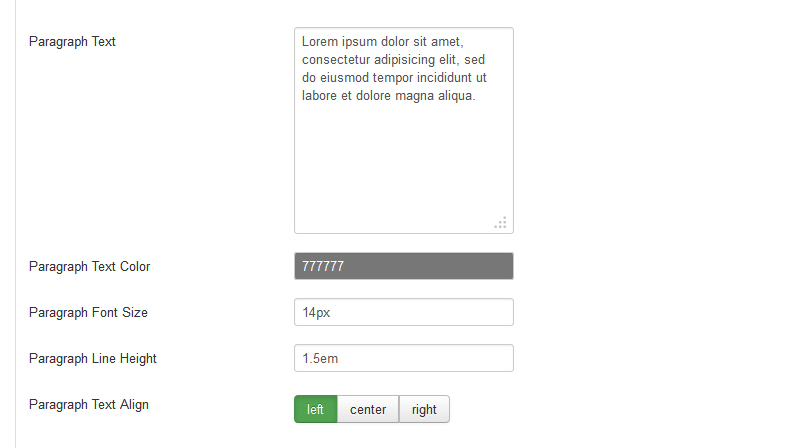 Paragraph Text
Lorem ipsum dolor sit amet,
consectetur adipisicing elit, sed
do eiusmod tempor incididunt ut
labore et dolore magna aliqua.
Paragraph Text Color
777777
Paragraph Font Size
14px
Paragraph Line Height
1.5em
Paragraph Text Align
left center right